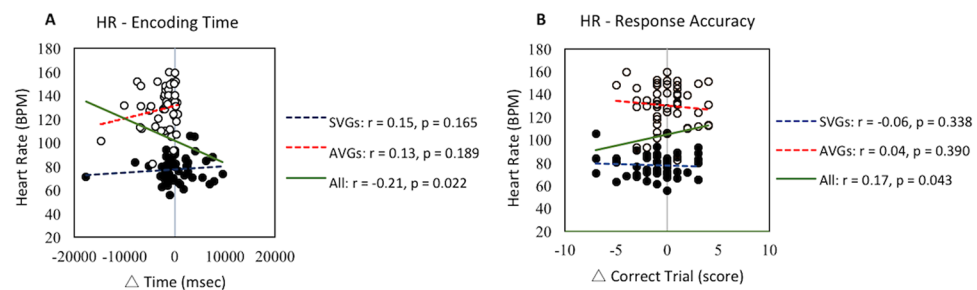 A
HR - Encoding Time
180
160
140
120
100
80
60
40
20
Heart Rate (BPM)
-20000 -10000 0 10000 20000
△ Time (msec)
SVGs: r = 0.15, p = 0.165
AVGs: r = 0.13, p = 0.189
All: r = -0.21, p = 0.022
B
HR - Response Accuracy
180
160
140
120
100
80
60
40
20
Heart Rate (BPM)
-10 -5 0 5 10
△ Correct Trial (score)
SVGs: r = -0.06, p = 0.338
AVGs: r = 0.04, p = 0.390
All: r = 0.17, p = 0.043